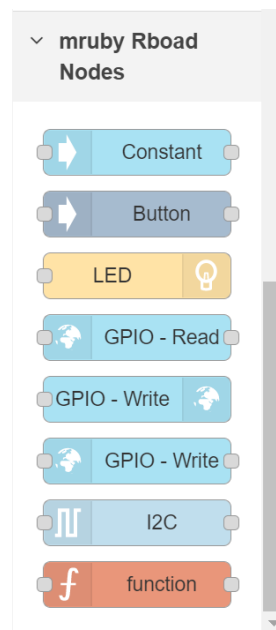 mruby Rboad
Nodes
Constant
Button
LED
GPIO - Read
GPIO - Write
GPIO - Write
I2C
function